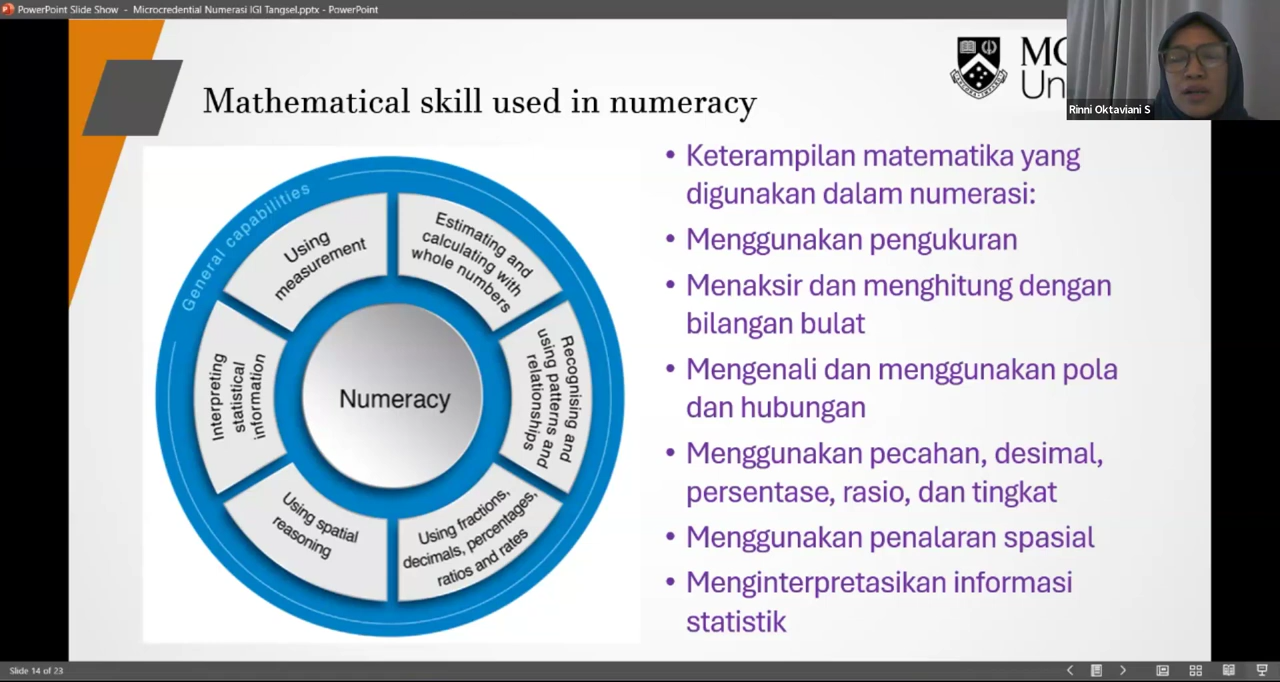 PowerPoint Slide Show - Microcredential Numerasi IGI Tangsel.pptx - PowerPoint
Rinni Oktaviani S
Mathematical skill used in numeracy
General capabilities
Using
measurement
Estimating and
calculating with
whole numbers
Recognising and
using patterns and
relationships
Using fractions,
decimals, percentages,
ratios and rates
Using spatial
reasoning
Interpreting
statistical
information
Numeracy
• Keterampilan matematika yang
digunakan dalam numerasi:
• Menggunakan pengukuran
• Menaksir dan menghitung dengan
bilangan bulat
• Mengenali dan menggunakan pola
dan hubungan
• Menggunakan pecahan, desimal,
persentase, rasio, dan tingkat
• Menggunakan penalaran spasial
• Menginterpretasikan informasi
statistik
Slide 14 of 23